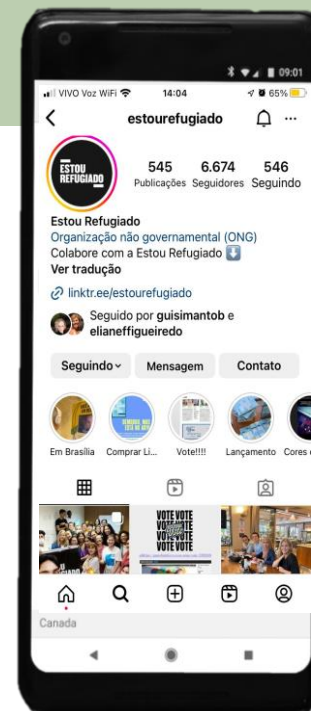 09:01
VIVO Voz WiFi 14:04 65%
estourefugiado
ESTOU
REFUGIADO
545 6.674 546
Publicações Seguidores Seguindo
Estou Refugiado
Organização não governamental (ONG)
Colabore com a Estou Refugiado
Ver tradução
linktr.ee/estourefugiado
Seguido por guisimantob e
elianeffigueiredo
Seguindo Mensagem Contato
Em Brasília Comprar Li... Vote!!!! Lançamento Cores
VOTE VOTE
VOTE VOTE
Canada